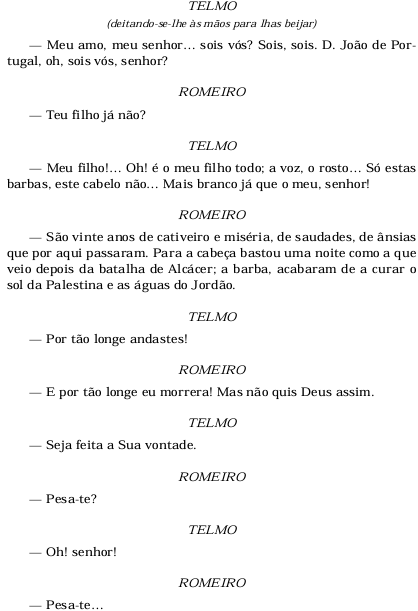 TELMO
(deitando-se-lhe às mãos para lhas beijar)
— Meu amo, meu senhor... sois vós? Sois, sois. D. João de Por-
tugal, oh, sois vós, senhor?
ROMEIRO
— Teu filho já não?
TELMO
— Meu filho!... Oh! é o meu filho todo; a voz, o rosto... Só estas
barbas, este cabelo não... Mais branco já que o meu, senhor!
ROMEIRO
— São vinte anos de cativeiro e miséria, de saudades, de ânsias
que por aqui passaram. Para a cabeça bastou uma noite como a que
veio depois da batalha de Alcácer; a barba, acabaram de a curar o
sol da Palestina e as águas do Jordão.
TELMO
— Por tão longe andastes!
ROMEIRO
— E por tão longe eu morrera! Mas não quis Deus assim.
TELMO
— Seja feita a Sua vontade.
ROMEIRO
— Pesa-te?
TELMO
— Oh! senhor!
ROMEIRO
— Pesa-te...